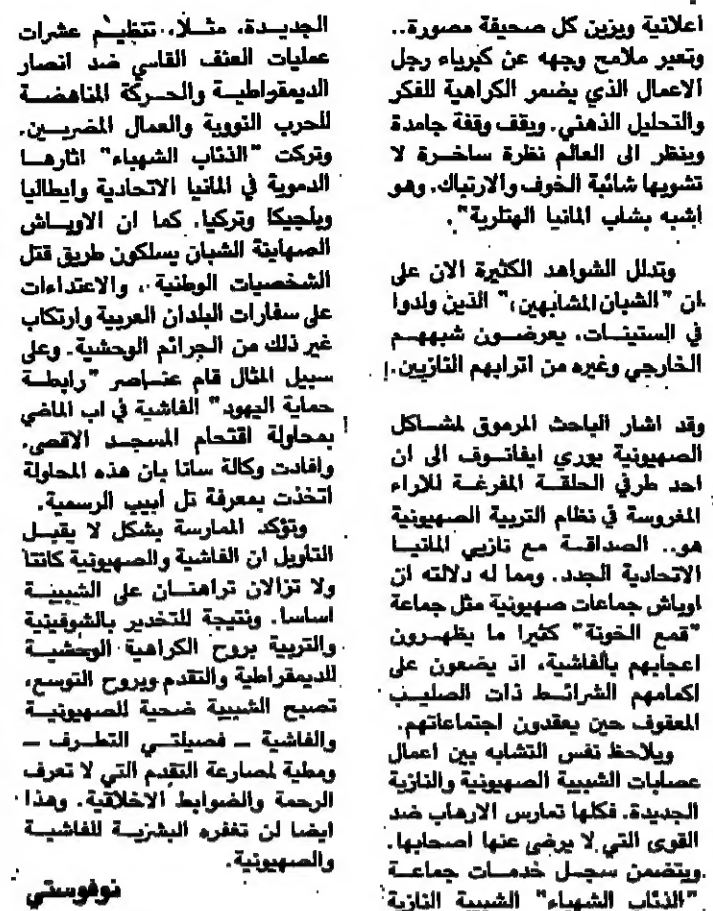 اعلانية ويزين كل صحيفة مصورة..
وتعبر ملامح وجهه عن كبرياء رجل
الاعمال الذي يضمر الكراهية للفكر
والتحليل الذهني. ويقف وقفة جامدة
وينظر الى العالم نظرة ساخرة لا
تشوبها شائبة الخوف والارتباك. وهو
اشبه بشاب المانيا الهتلرية".
وتدلل الشواهد الكثيرة الان على
ان "الشبان المشابهين،" الذين ولدوا
في الستينات، يعرضون شبههم
الخارجي وغيره من اترابهم النازيين.
وقد اشار الباحث المرموق لمشاكل
الصهيونية يوري ايفانوف الى ان
احد طرفي الحلقة المفرغة للاراء
المغروسة في نظام التربية الصهيونية
هو.. الصداقة مع نازيي المانيا
الاتحادية الجدد. ومما له دلالته ان
اوباش جماعات صهيونية مثل جماعة
"قمع الخونة" كثيرا ما يظهرون
اعجابهم بالفاشية، اذ يضعون على
اكمامهم الشرائط ذات الصليب
المعقوف حين يعقدون اجتماعاتهم.
ويلاحظ نفس التشابه بين اعمال
عصابات الشبيبة الصهيونية والنازية
الجديدة. فكلها تمارس الارهاب ضد
القوى التي لا يرضى عنها اصحابها.
ويتضمن سجل خدمات جماعة
"الذئاب الشهباء" الشبيبة النازية
الجديدة، مثلا، تنظيم عشرات
عمليات العنف القاسي ضد انصار
الديمقراطية والحركة المناهضة
للحرب النووية والعمال المضربين.
وتركت "الذئاب الشهباء" اثارها
الدموية في المانيا الاتحادية وايطاليا
وبلجيكا وتركيا. كما ان الاوباش
الصهاينة الشبان يسلكون طريق قتل
الشخصيات الوطنية، والاعتداءات
على سفارات البلدان العربية وارتكاب
غير ذلك من الجرائم الوحشية. وعلى
سبيل المثال قام عناصر "رابطة
حماية اليهود" الفاشية في اب الماضي
بمحاولة اقتحام المسجد الاقصى.
وافادت وكالة سانا بان هذه المحاولة
اتخذت بمعرفة تل ابيب الرسمية.
وتؤكد الممارسة بشكل لا يقبل
التأويل ان الفاشية والصهيونية كانتا
ولا تزالان تراهنان على الشبيبة
اساسا. ونتيجة للتخدير بالشوفينية
والتربية بروح الكراهية الوحشية
للديمقراطية والتقدم وبروح التوسع،
تصبح الشبيبة ضحية للصهيونية
والفاشية ـ فصيلتي التطرف ـ
ومطية لمصارعة التقدم التي لا تعرف
الرحمة والضوابط الاخلاقية. وهذا
ايضا لن تغفره البشرية للفاشية
والصهيونية.
نوفوستي